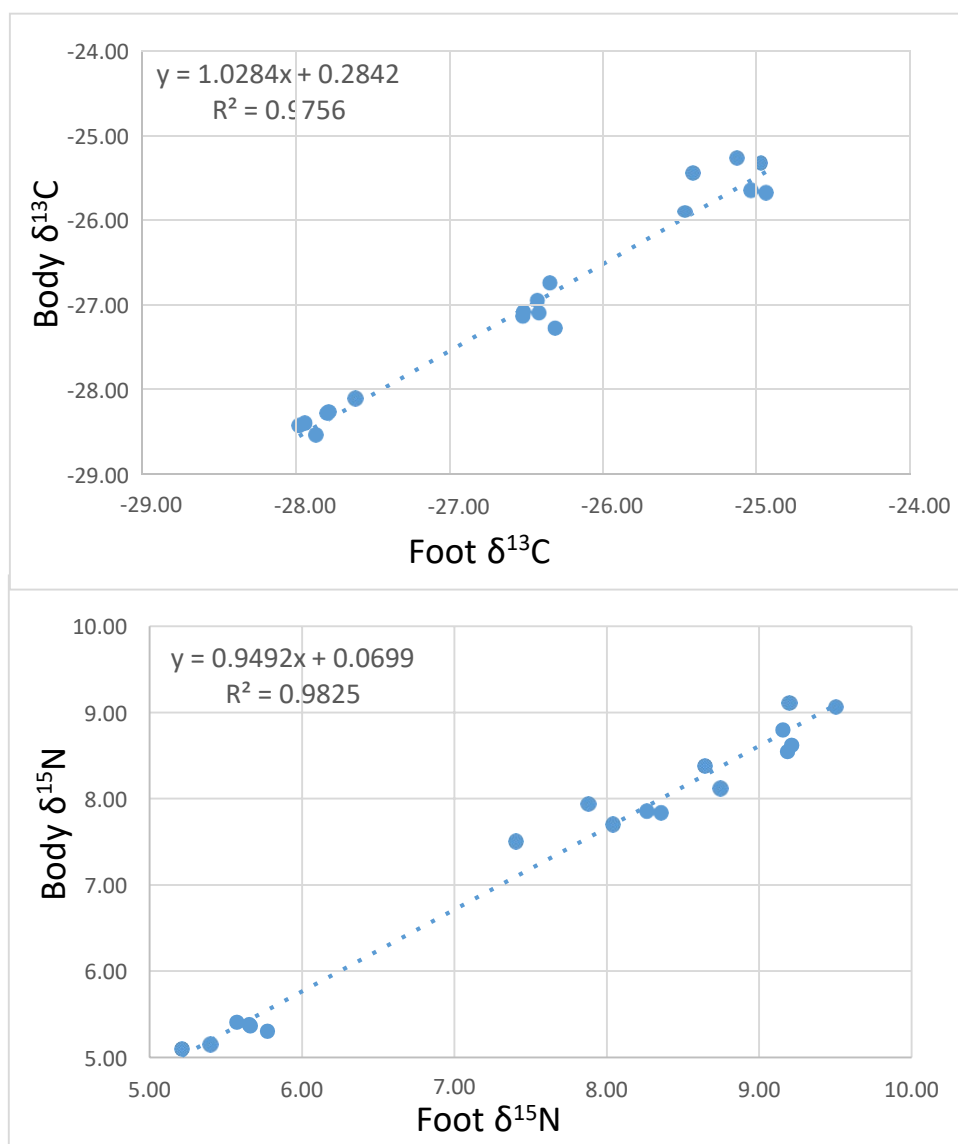 -24.00
y = 1.0284x + 0.2842
R² = 0.9756
-25.00
-26.00
-27.00
-28.00
-29.00
Body δ¹³C
-29.00 -28.00 -27.00 -26.00 -25.00 -24.00
Foot δ¹³C
10.00
y = 0.9492x + 0.0699
R² = 0.9825
9.00
8.00
7.00
6.00
5.00
Body δ¹⁵N
5.00 6.00 7.00 8.00 9.00 10.00
Foot δ¹⁵N